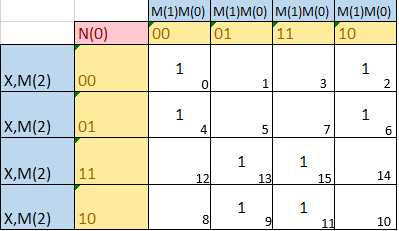 M(1)M(0) M(1)M(0) M(1)M(0) M(1)M(0)
N(0) 00 01 11 10
X,M(2) 00 1 0 1 3 1 2
X,M(2) 01 1 4 5 7 1 6
X,M(2) 11 12 1 13 1 15 14
X,M(2) 10 8 1 9 1 11 10